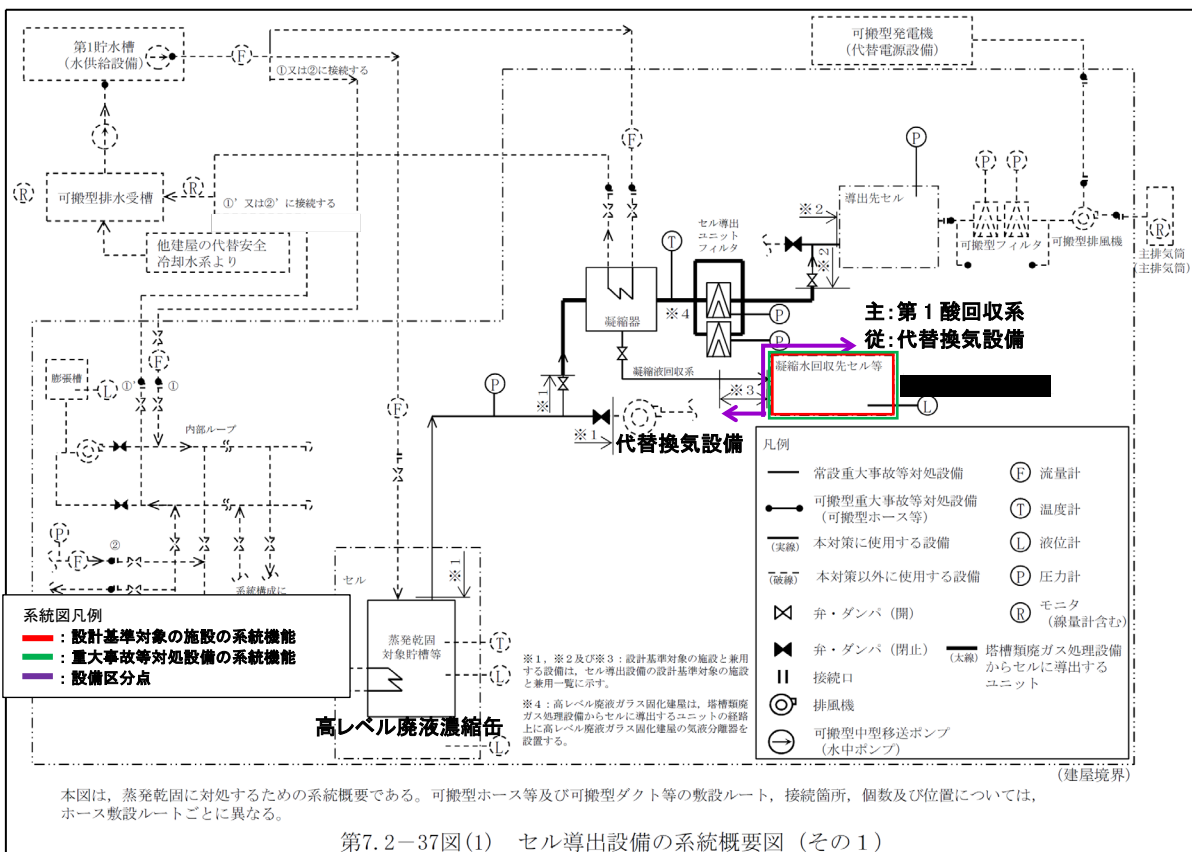 第1貯水槽
（水供給設備）
F
①又は②に接続する
可搬型発電機
（代替電源設備）
F
P
P
P
R
可搬型排水受槽
R
①’又は②’に接続する
他建屋の代替安全
冷却水系より
※2
導出先セル
セル導出
ユニット
フィルタ
T
※2
可搬型フィルタ
可搬型排風機
R
主排気筒
(主排気筒)
凝縮器
※4
P
P
主：第１酸回収系
従：代替換気設備
膨張槽
L
①’
F
①
P
F
※1
凝縮液回収系
※3
凝縮水回収先セル等
L
内部ループ
※1
代替換気設備
P
F
②
系統構成に
セル
※1
蒸発乾固
対象貯槽等
T
L
L
高レベル廃液濃縮缶
系統図凡例
：設計基準対象の施設の系統機能
：重大事故等対処設備の系統機能
：設備区分点
※１，※２及び※３：設計基準対象の施設と兼用
する設備は，セル導出設備の設計基準対象の施設
と兼用一覧に示す。
※４：高レベル廃液ガラス固化建屋は，塔槽類廃
ガス処理設備からセルに導出するユニットの経路
上に高レベル廃液ガラス固化建屋の気液分離器を
設置する。
凡例
常設重大事故等対処設備
可搬型重大事故等対処設備
（可搬型ホース等）
(実線)
本対策に使用する設備
(破線)
本対策以外に使用する設備
弁・ダンパ（開）
弁・ダンパ（閉止）
接続口
排風機
可搬型中型移送ポンプ
（水中ポンプ）
F 流量計
T 温度計
L 液位計
P 圧力計
R モニタ
（線量計含む）
(太線)
塔槽類廃ガス処理設備
からセルに導出する
ユニット
(建屋境界)
本図は，蒸発乾固に対処するための系統概要である。可搬型ホース等及び可搬型ダクト等の敷設ルート，接続箇所，個数及び位置については，
ホース敷設ルートごとに異なる。
第7.2－37図(1)　セル導出設備の系統概要図（その１）